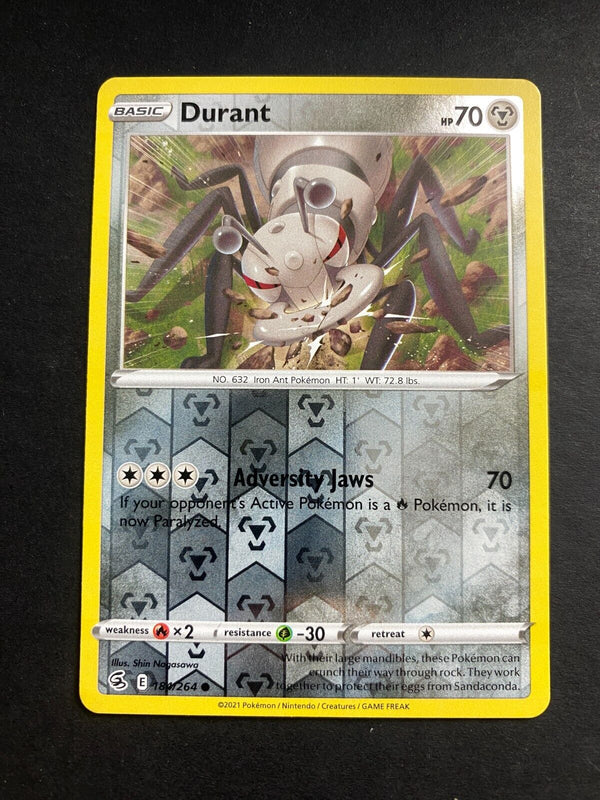 BASIC Durant HP 70
NO. 632 Iron Ant Pokémon HT: 1' WT: 72.8 lbs.
Adversity Jaws 70
If your opponent's Active Pokémon is a Pokémon, it is
now Paralyzed.
weakness ×2 resistance -30 retreat
Illus. Shin Nagasawa
With their large mandibles, these Pokémon can
crunch their way through rock. They work
together to protect their eggs from Sandaconda.
E 184/264
©2021 Pokémon / Nintendo / Creatures / GAME FREAK